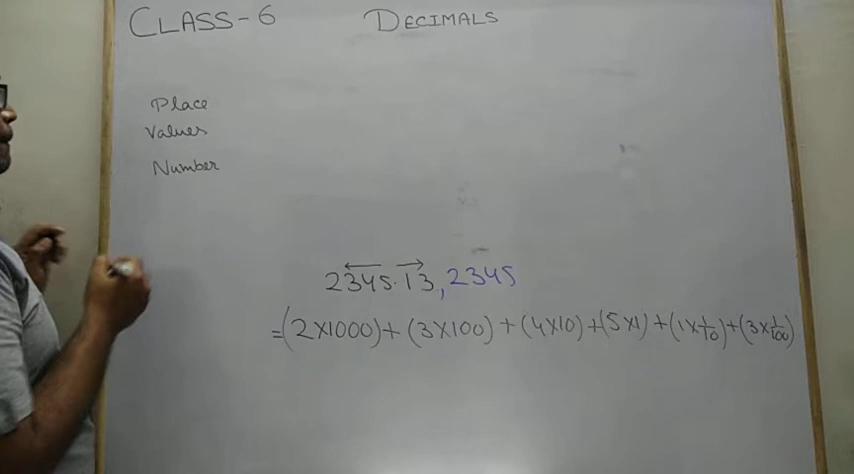 CLASS-6 DECIMALS
Place
Values
Number
2345.13, 2345
=(2×1000)+(3×100)+(4×10)+(5×1)+(1×1/10)+(3×1/100)